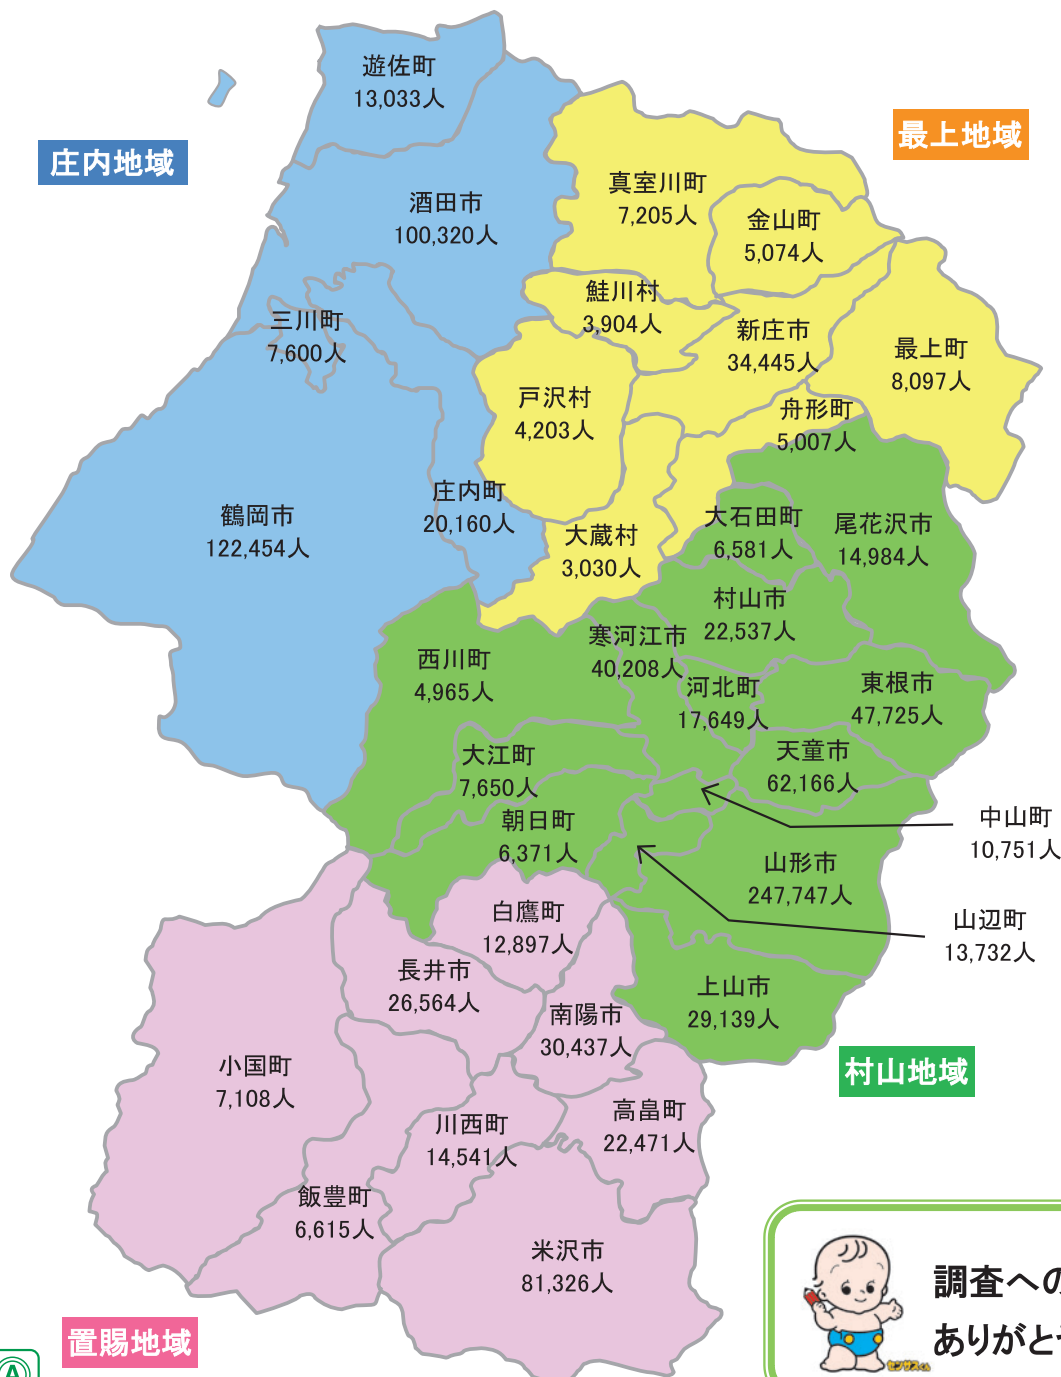 遊佐町
13,033人
庄内地域
最上地域
真室川町
7,205人
酒田市
100,320人
金山町
5,074人
鮭川村
3,904人
三川町
7,600人
新庄市
34,445人
最上町
8,097人
戸沢村
4,203人
舟形町
5,007人
庄内町
20,160人
鶴岡市
122,454人
大石田町
6,581人
尾花沢市
14,984人
大蔵村
3,030人
村山市
22,537人
寒河江市
40,208人
西川町
4,965人
河北町
17,649人
東根市
47,725人
大江町
7,650人
天童市
62,166人
朝日町
6,371人
中山町
10,751人
山形市
247,747人
白鷹町
12,897人
山辺町
13,732人
長井市
26,564人
上山市
29,139人
南陽市
30,437人
小国町
7,108人
村山地域
高畠町
22,471人
川西町
14,541人
飯豊町
6,615人
米沢市
81,326人
調査への
ありがと
センサスくん
置賜地域
A